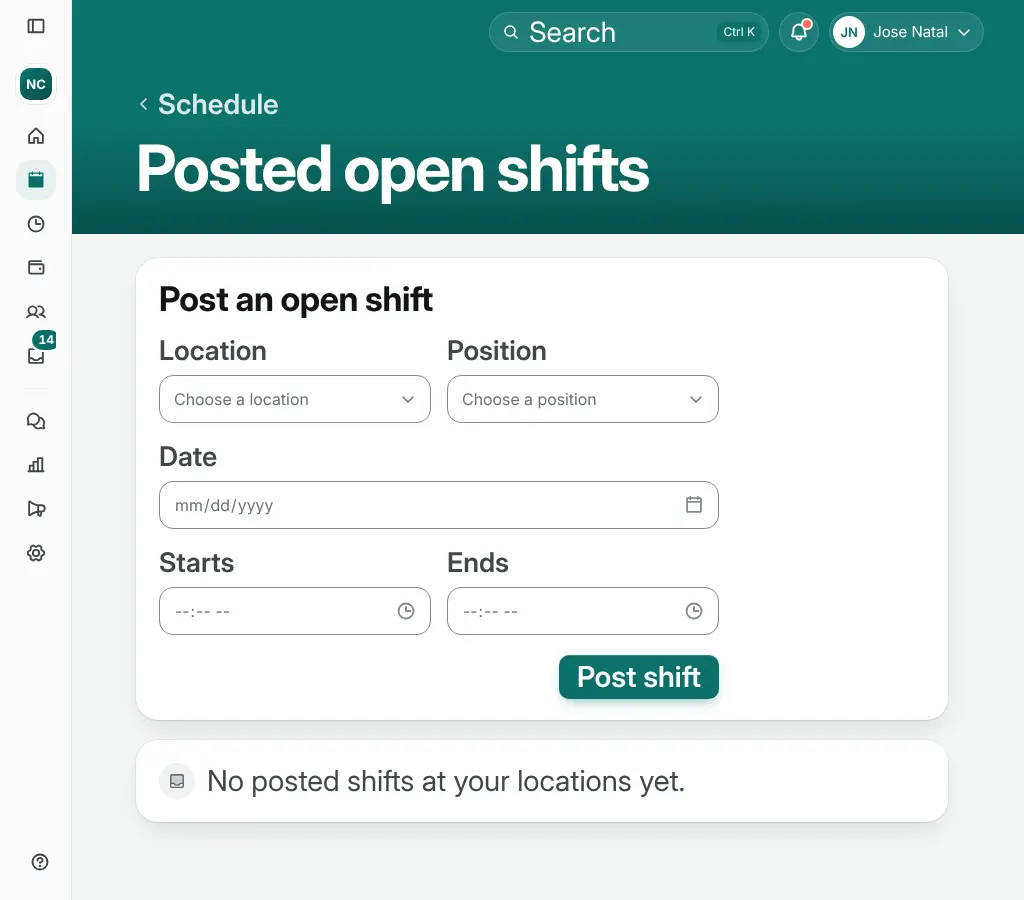 Search
Ctrl K
JN
Jose Natal
NC
Schedule
Posted open shifts
14
Post an open shift
Location
Position
Choose a location
Choose a position
Date
mm/dd/yyyy
Starts
Ends
--:-- --
--:-- --
Post shift
No posted shifts at your locations yet.